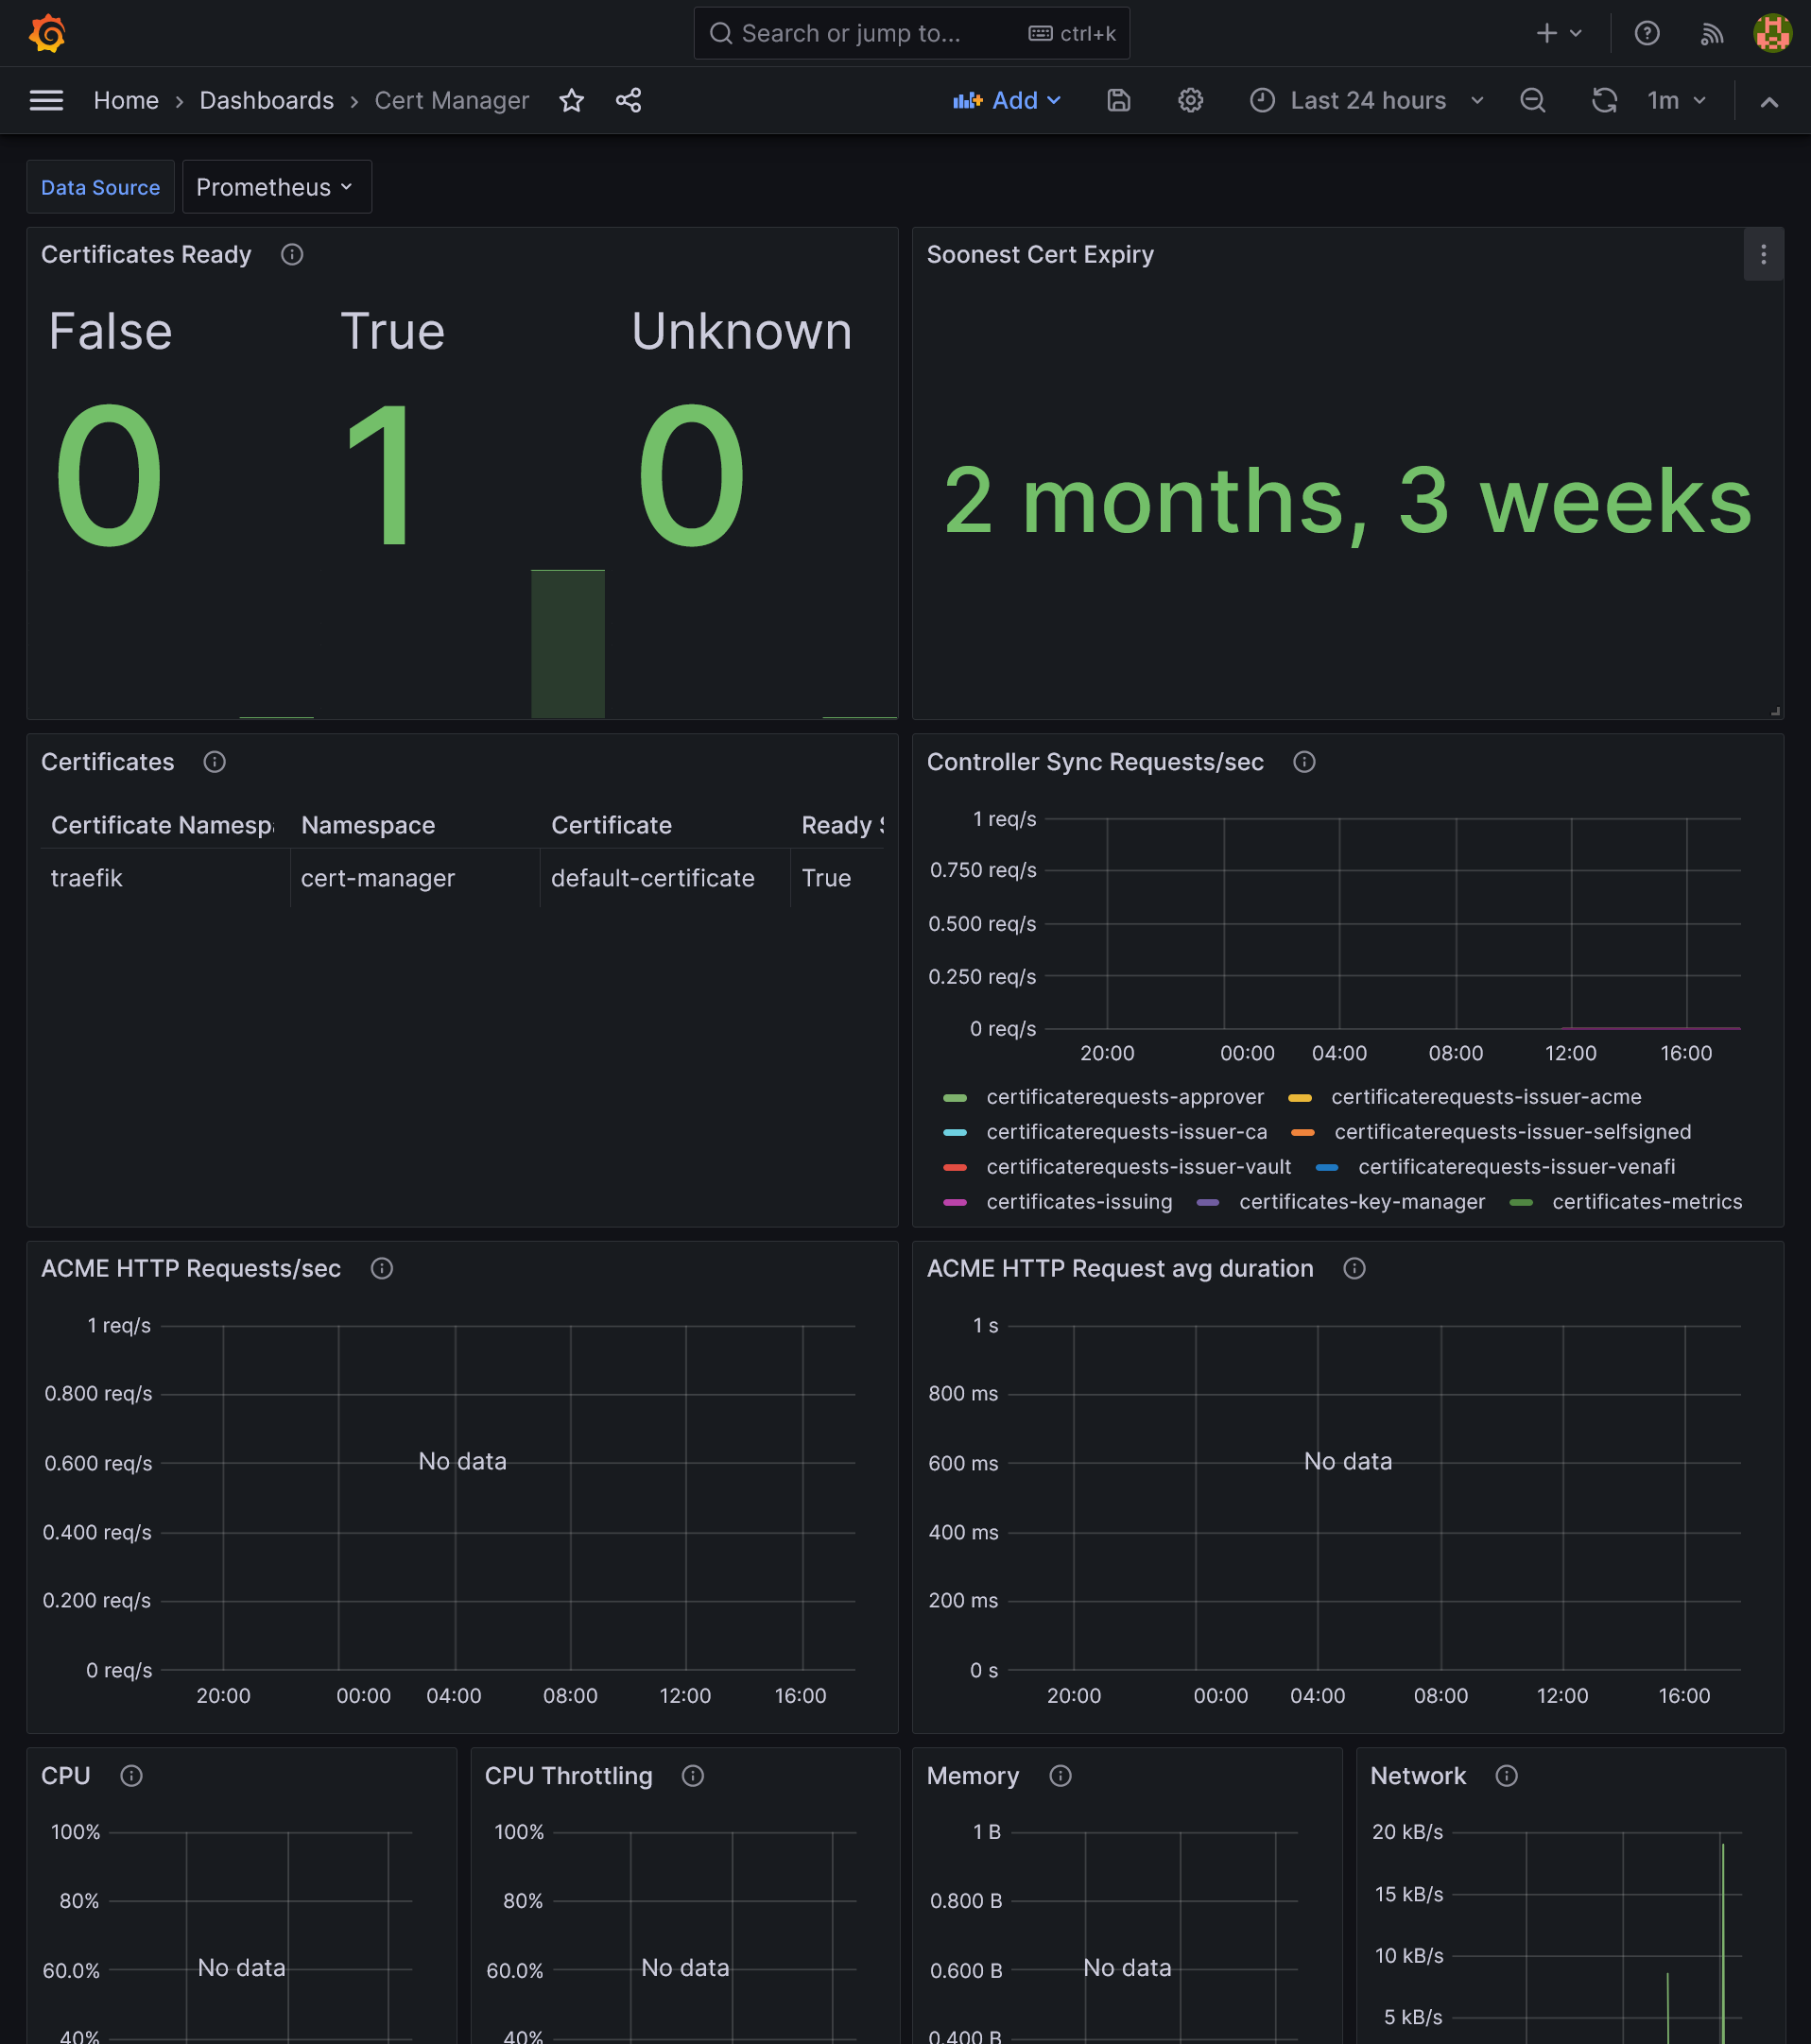 Search or jump to... ctrl+k
Home Dashboards Cert Manager Add Last 24 hours 1m
Data Source Prometheus
Certificates Ready
False True Unknown
0 1 0
Soonest Cert Expiry
2 months, 3 weeks
Certificates
Certificate Namesp Namespace Certificate Ready S
traefik cert-manager default-certificate True
Controller Sync Requests/sec
1 req/s
0.750 req/s
0.500 req/s
0.250 req/s
0 req/s
20:00 00:00 04:00 08:00 12:00 16:00
certificaterequests-approver certificaterequests-issuer-acme
certificaterequests-issuer-ca certificaterequests-issuer-selfsigned
certificaterequests-issuer-vault certificaterequests-issuer-venafi
certificates-issuing certificates-key-manager certificates-metrics
ACME HTTP Requests/sec
1 req/s
0.800 req/s
0.600 req/s
No data
0.400 req/s
0.200 req/s
0 req/s
20:00 00:00 04:00 08:00 12:00 16:00
ACME HTTP Request avg duration
1 s
800 ms
600 ms
No data
400 ms
200 ms
0 s
20:00 00:00 04:00 08:00 12:00 16:00
CPU
100%
80%
60.0%
No data
40%
CPU Throttling
100%
80%
60.0%
No data
40%
Memory
1 B
0.800 B
0.600 B
No data
0.400 B
Network
20 kB/s
15 kB/s
10 kB/s
5 kB/s